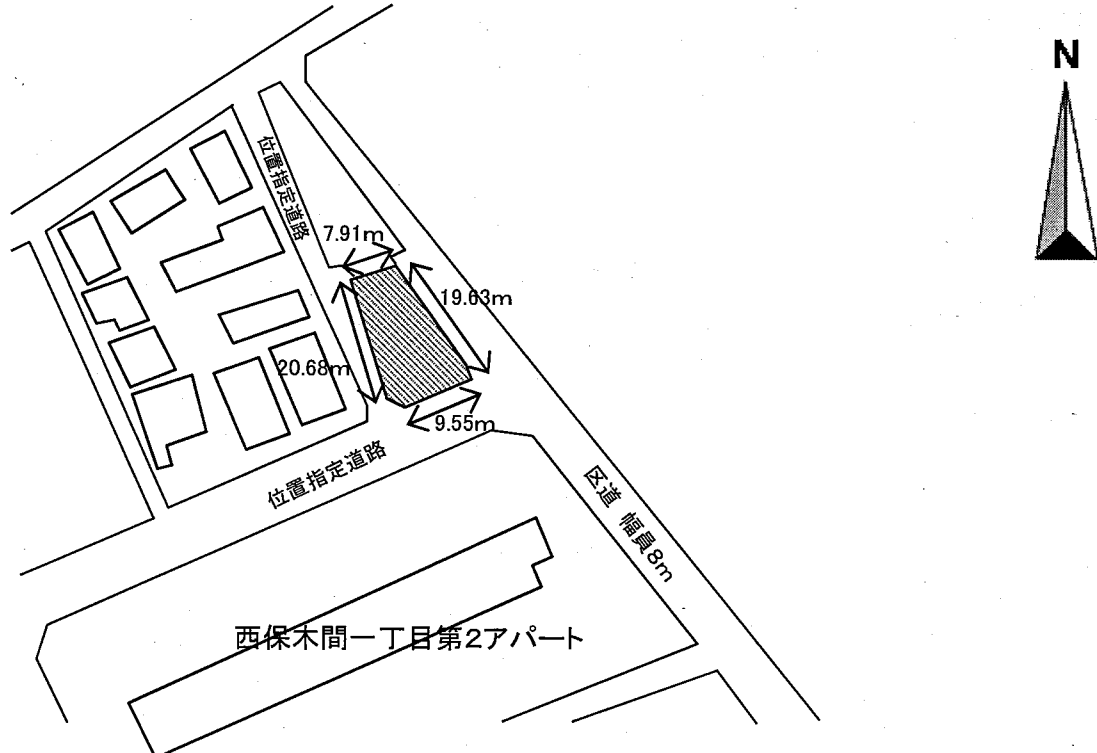 N
位置指定道路
7.91m
19.63m
20.68m
9.55m
位置指定道路
区道 幅員8m
西保木間一丁目第2アパート